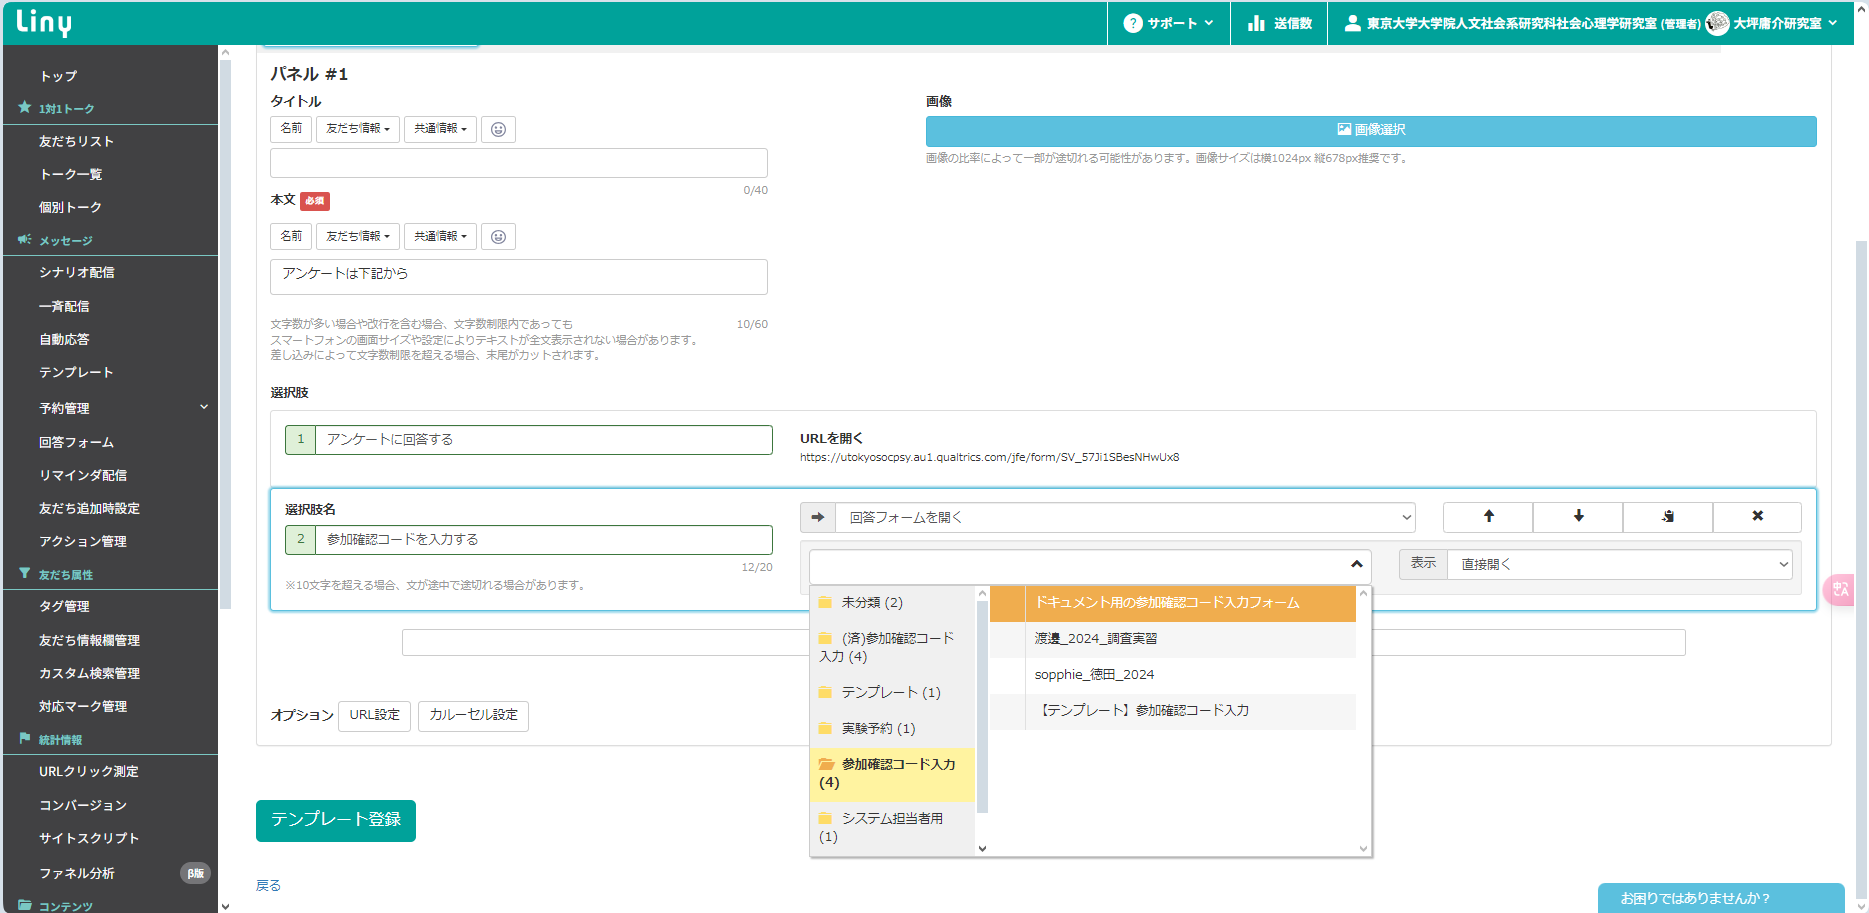 Liny
サポート
送信数
東京大学大学院人文社会系研究科社会心理学研究室 (管理者)
大坪庸介研究室
トップ
1対1トーク
友だちリスト
トーク一覧
個別トーク
メッセージ
シナリオ配信
一斉配信
自動応答
テンプレート
予約管理
回答フォーム
リマインダ配信
友だち追加時設定
アクション管理
友だち属性
タグ管理
友だち情報欄管理
カスタム検索管理
対応マーク管理
統計情報
URLクリック測定
コンバージョン
サイトスクリプト
ファネル分析 β版
コンテンツ
パネル #1
タイトル
名前 友だち情報 共通情報
0/40
画像
画像選択
画像の比率によって一部が途切れる可能性があります。画像サイズは横1024px 縦678px推奨です。
本文 必須
名前 友だち情報 共通情報
アンケートは下記から
文字数が多い場合や改行を含む場合、文字数制限内であっても 10/60
スマートフォンの画面サイズや設定によりテキストが全文表示されない場合があります。
差し込みによって文字数制限を超える場合、末尾がカットされます。
選択肢
1 アンケートに回答する
URLを開く
https://utokyosocpsy.au1.qualtrics.com/jfe/form/SV_57Ji1SBesNHwUx8
選択肢名
2 参加確認コードを入力する
12/20
※10文字を超える場合、文が途中で途切れる場合があります。
回答フォームを開く
表示 直接開く
未分類 (2)
(済)参加確認コード
入力 (4)
テンプレート (1)
実験予約 (1)
参加確認コード入力
(4)
システム担当者用
(1)
ドキュメント用の参加確認コード入力フォーム
渡邊_2024_調査実習
sopphie_徳田_2024
【テンプレート】参加確認コード入力
オプション URL設定 カルーセル設定
テンプレート登録
戻る
お困りではありませんか？